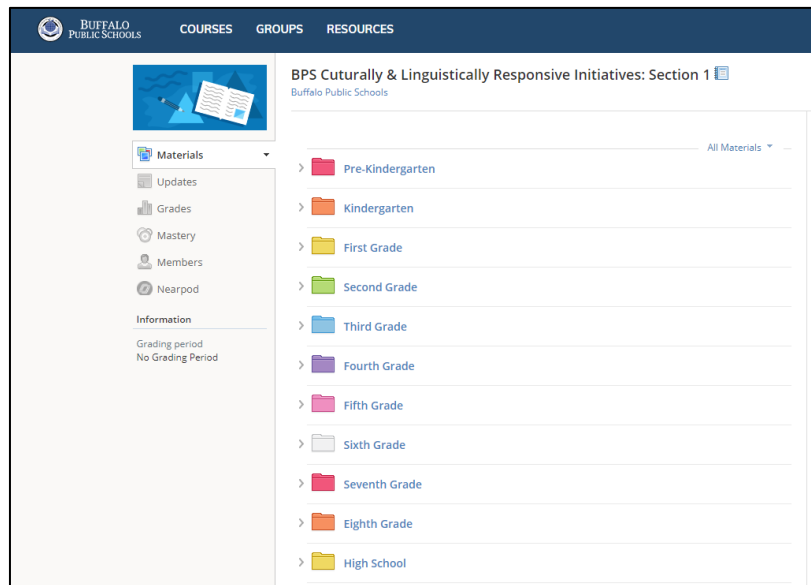 BUFFALO
PUBLIC SCHOOLS
COURSES GROUPS RESOURCES
BPS Cuturally & Linguistically Responsive Initiatives: Section 1
Buffalo Public Schools
Materials
Updates
Grades
Mastery
Members
Nearpod
Information
Grading period
No Grading Period
All Materials
Pre-Kindergarten
Kindergarten
First Grade
Second Grade
Third Grade
Fourth Grade
Fifth Grade
Sixth Grade
Seventh Grade
Eighth Grade
High School